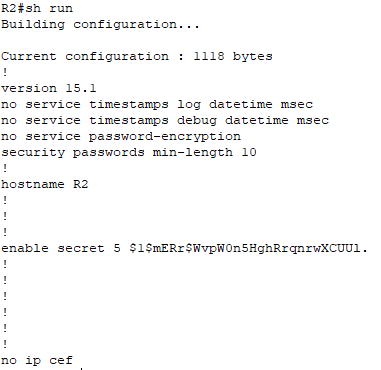 R2#sh run
Building configuration...
Current configuration : 1118 bytes
!
version 15.1
no service timestamps log datetime msec
no service timestamps debug datetime msec
no service password-encryption
security passwords min-length 10
!
hostname R2
!
!
!
enable secret 5 $1$mERr$WvpW0n5HghRrqnrwXCUUl.
!
!
!
!
!
!
no ip cef